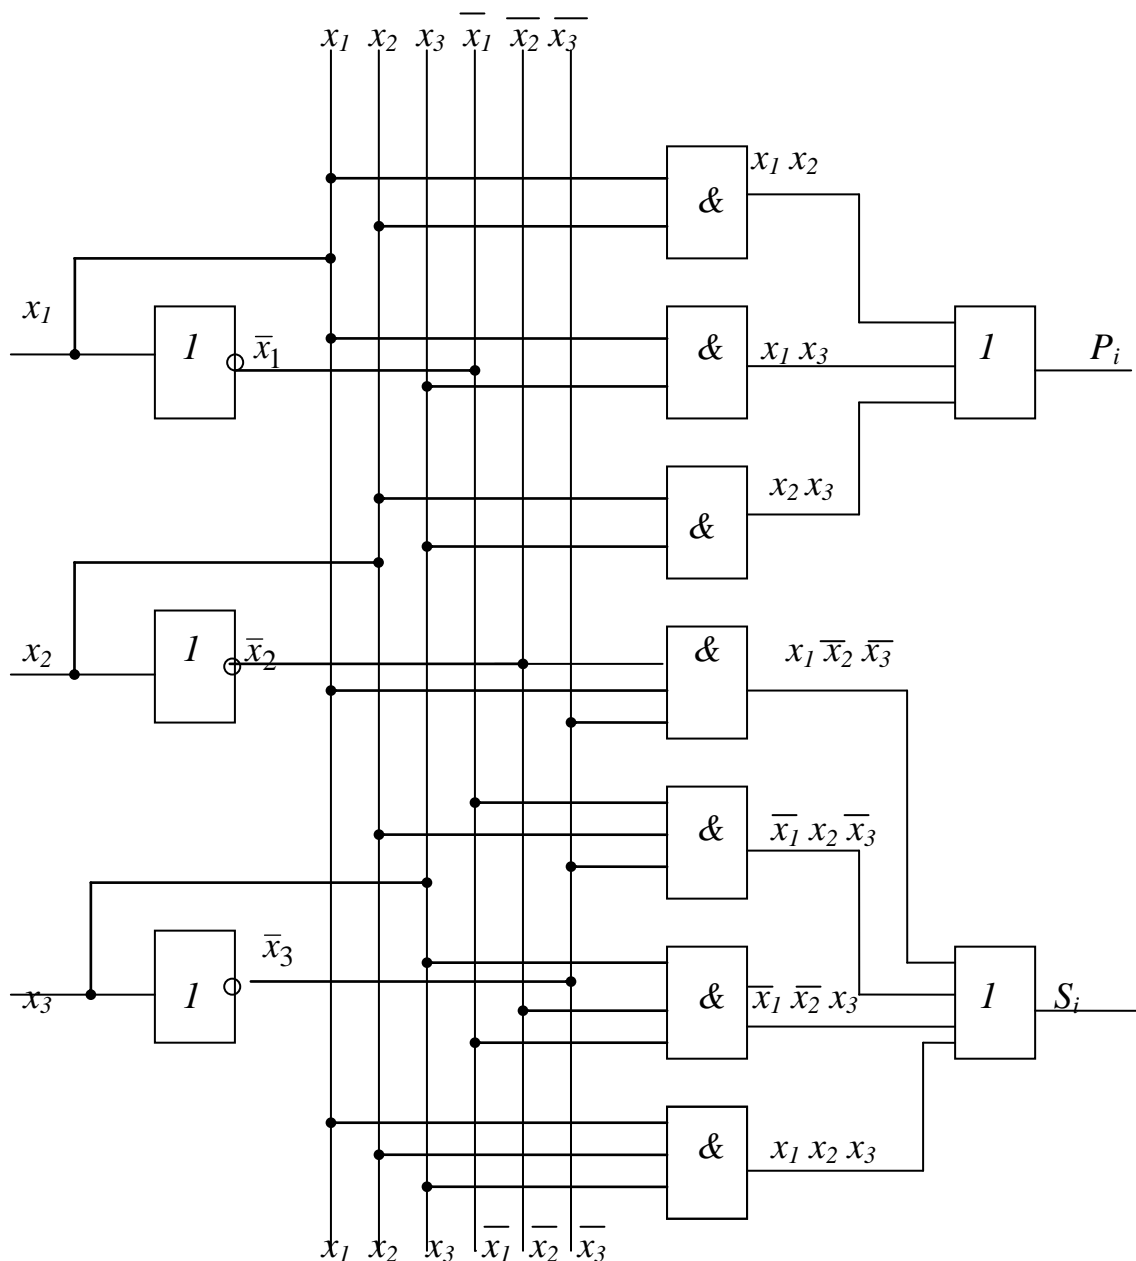 x₁ x₂ x₃ x̅₁ x̅₂ x̅₃
& x₁ x₂
x₁
1 x̅₁
& x₁ x₃
1 Pᵢ
& x₂ x₃
x₂
1 x̅₂
& x₁ x̅₂ x̅₃
& x̅₁ x₂ x̅₃
x₃
1 x̅₃
& x̅₁ x̅₂ x₃
1 Sᵢ
& x₁ x₂ x₃
x₁ x₂ x₃ x̅₁ x̅₂ x̅₃